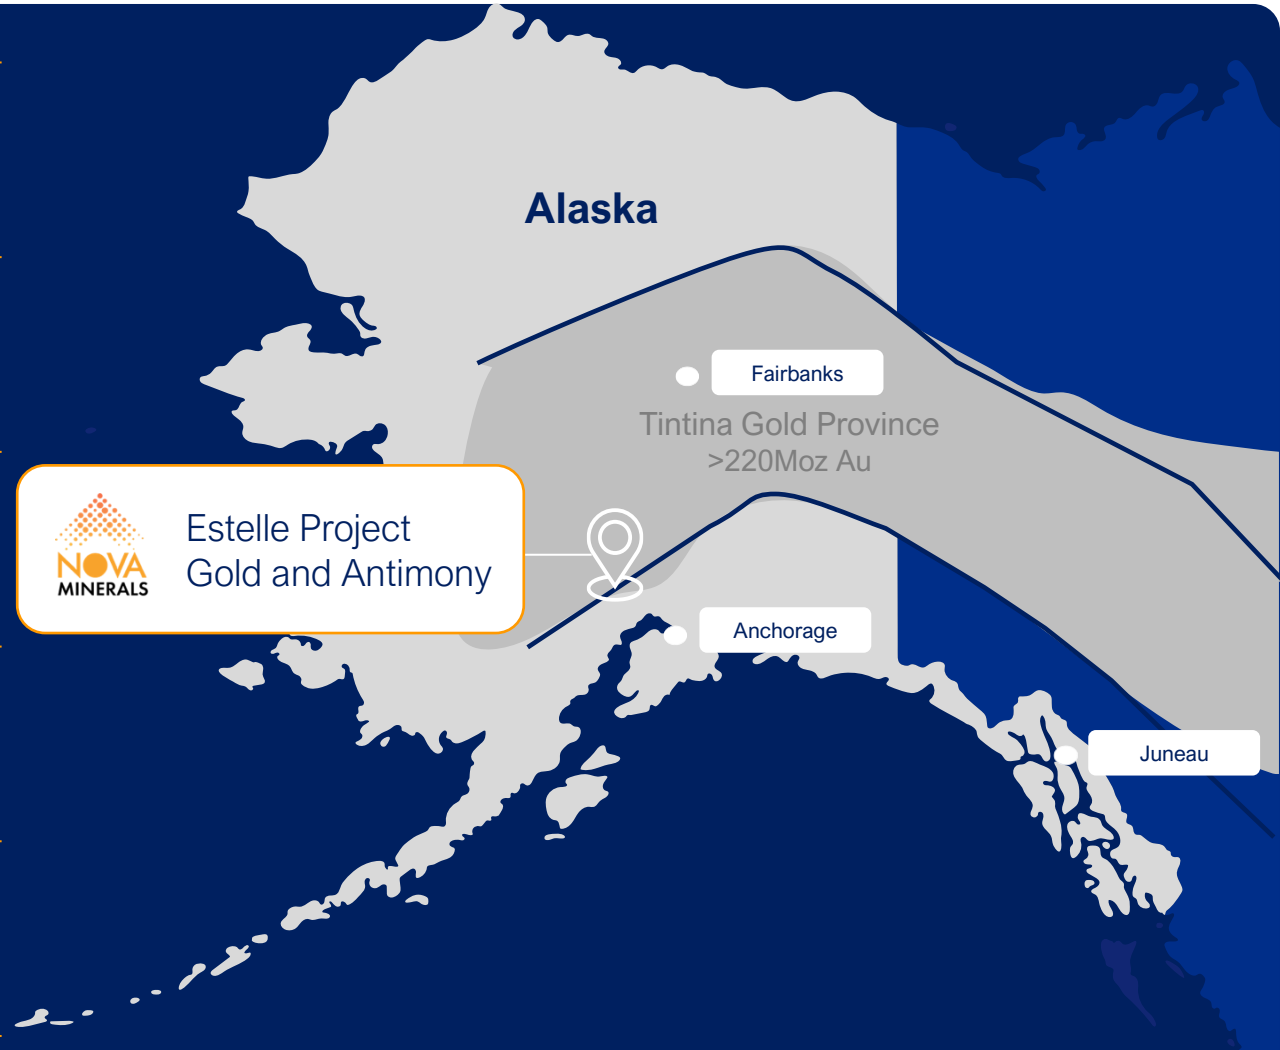 Alaska
Fairbanks
Tintina Gold Province
>220Moz Au
NOVA
MINERALS
Estelle Project
Gold and Antimony
Anchorage
Juneau